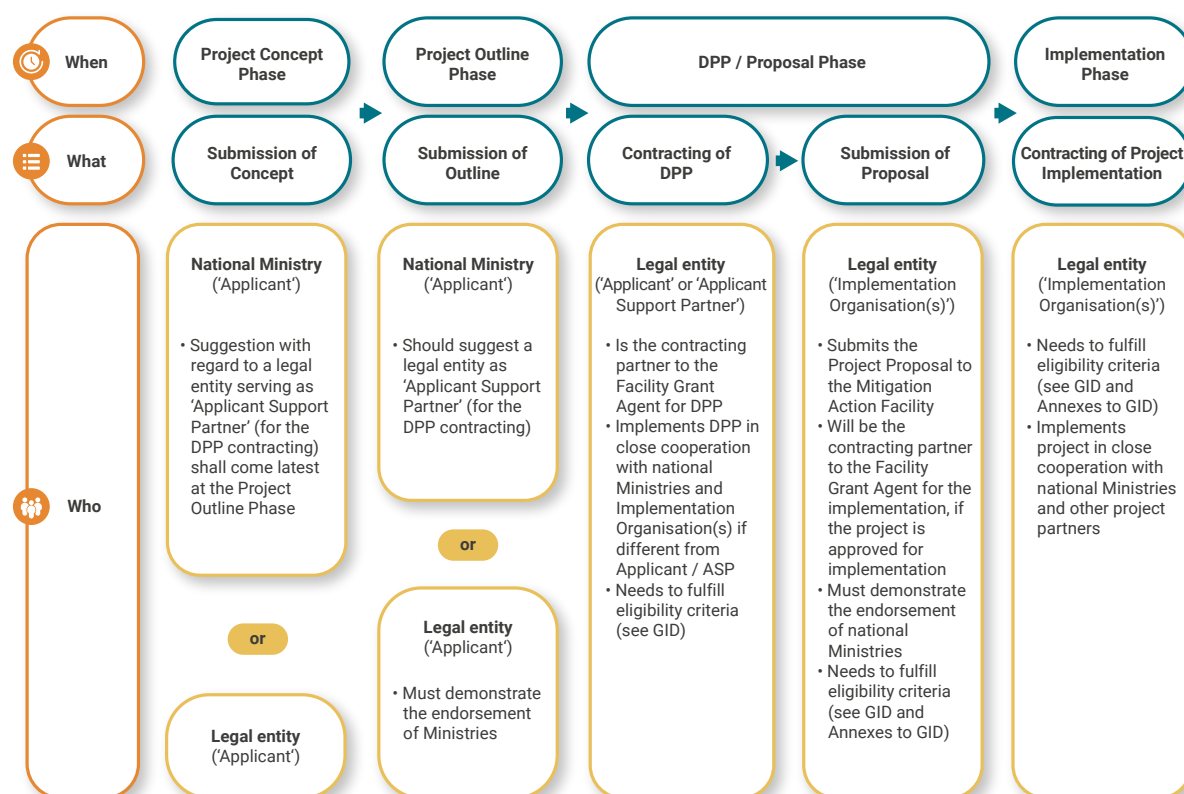 When
Project Concept
Phase
Project Outline
Phase
DPP / Proposal Phase
Implementation
Phase
What
Submission of
Concept
Submission of
Outline
Contracting of
DPP
Submission of
Proposal
Contracting of Project
Implementation
Who
National Ministry
(‘Applicant‘)
• Suggestion with
regard to a legal
entity serving as
‘Applicant Support
Partner’ (for the
DPP contracting)
shall come latest
at the Project
Outline Phase
or
Legal entity
(‘Applicant‘)
National Ministry
(‘Applicant‘)
• Should suggest a
legal entity as
‘Applicant Support
Partner’ (for the
DPP contracting)
or
Legal entity
(‘Applicant‘)
• Must demonstrate
the endorsement
of Ministries
Legal entity
(‘Applicant’ or ‘Applicant
Support Partner’)
• Is the contracting
partner to the
Facility Grant
Agent for DPP
• Implements DPP in
close cooperation
with national
Ministries and
Implementation
Organisation(s) if
different from
Applicant / ASP
• Needs to fulfill
eligibility criteria
(see GID)
Legal entity
(‘Implementation
Organisation(s)’)
• Submits the
Project Proposal to
the Mitigation
Action Facility
• Will be the
contracting partner
to the Facility
Grant Agent for the
implementation, if
the project is
approved for
implementation
• Must demonstrate
the endorsement
of national
Ministries
• Needs to fulfill
eligibility criteria
(see GID and
Annexes to GID)
Legal entity
(‘Implementation
Organisation(s)’)
• Needs to fulfill
eligibility criteria
(see GID and
Annexes to GID)
• Implements
project in close
cooperation with
national Ministries
and other project
partners